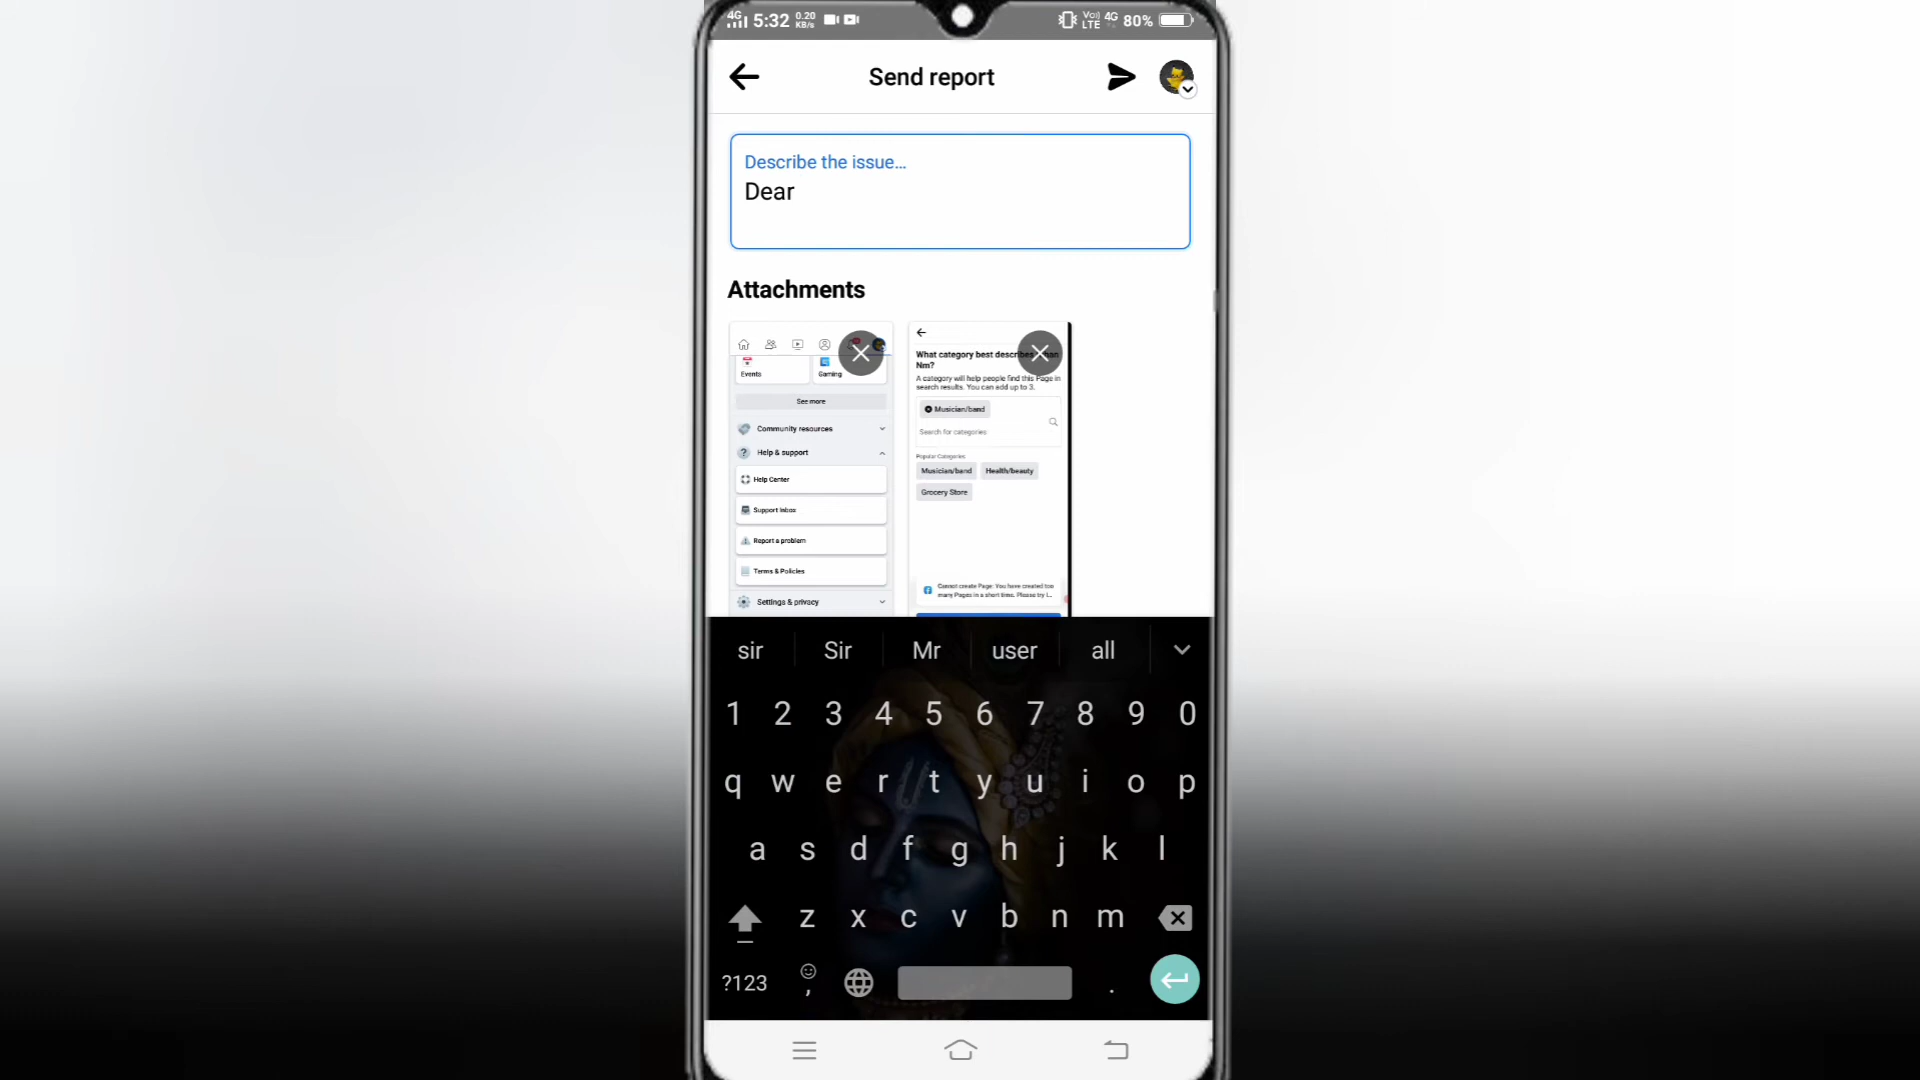 4G 5:32 0.20 KB/s Vo) LTE 4G 80%
Send report
Describe the issue...
Dear
Attachments
Events Gaming
See more
Community resources
Help & support
Help Center
Support Inbox
Report a problem
Terms & Policies
Settings & privacy
What category best describes
Nm?
A category will help people find this Page in
search results. You can add up to 3.
Musician/band
Search for categories
Popular Categories
Musician/band Health/beauty
Grocery Store
Cannot create Page: You have created too
many Pages in a short time. Please try l...
sir Sir Mr user all
1 2 3 4 5 6 7 8 9 0
q w e r t y u i o p
a s d f g h j k l
z x c v b n m
?123 , .